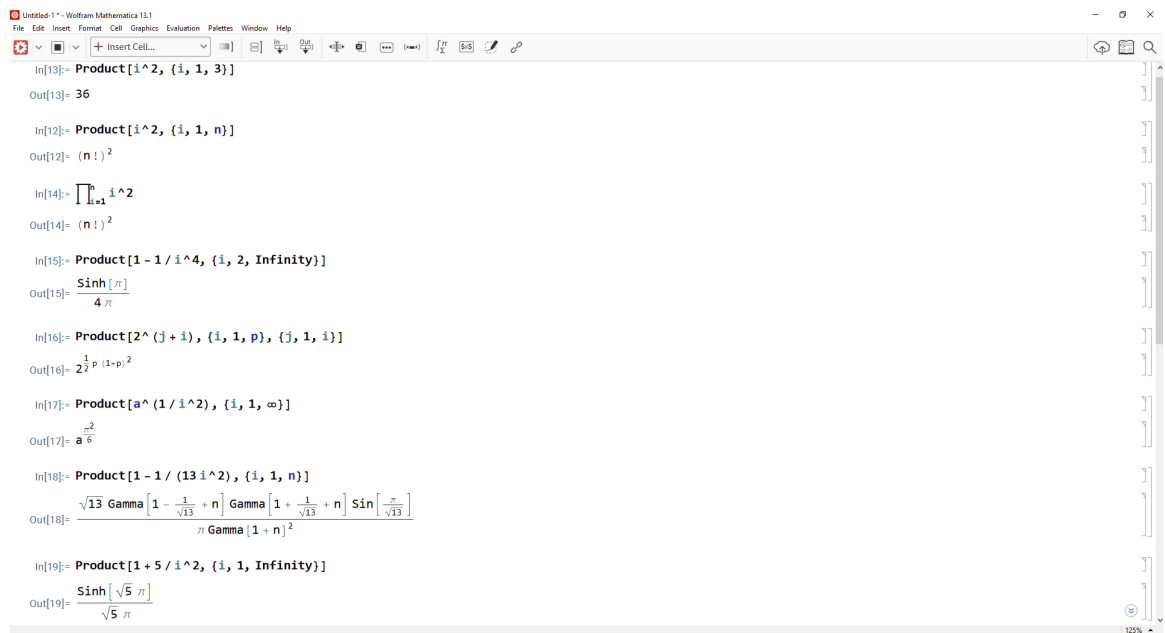 Untitled-1 * - Wolfram Mathematica 13.1
File Edit Insert Format Cell Graphics Evaluation Palettes Window Help
+ Insert Cell...
In[13]:= Product[i^2, {i, 1, 3}]
Out[13]= 36
In[12]:= Product[i^2, {i, 1, n}]
Out[12]= (n!)^2
In[14]:= ∏_{i=1}^{n} i^2
Out[14]= (n!)^2
In[15]:= Product[1 - 1 / i^4, {i, 2, Infinity}]
Out[15]= Sinh[π] / 4 π
In[16]:= Product[2^ (j + i), {i, 1, p}, {j, 1, i}]
Out[16]= 2^{1/2 p (1+p)^2}
In[17]:= Product[a^ (1 / i^2), {i, 1, ∞}]
Out[17]= a^{π^2/6}
In[18]:= Product[1 - 1 / (13 i^2), {i, 1, n}]
Out[18]= √13 Gamma[1 - 1/√13 + n] Gamma[1 + 1/√13 + n] Sin[π/√13] / π Gamma[1 + n]^2
In[19]:= Product[1 + 5 / i^2, {i, 1, Infinity}]
Out[19]= Sinh[√5 π] / √5 π
125%